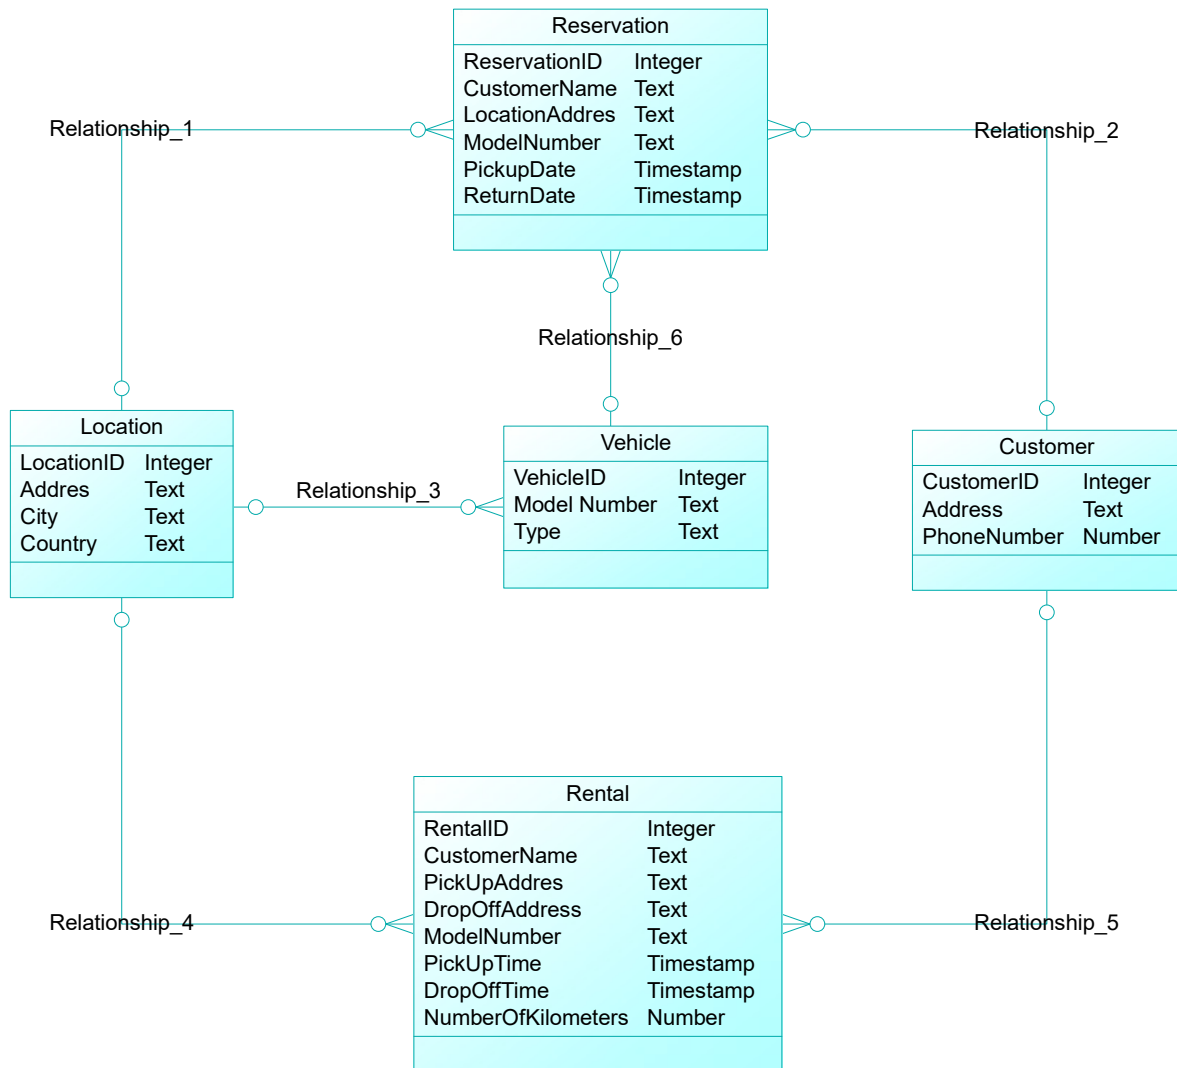 Reservation
ReservationID Integer
CustomerName Text
LocationAddres Text
ModelNumber Text
PickupDate Timestamp
ReturnDate Timestamp
Relationship_1
Relationship_2
Relationship_6
Location
LocationID Integer
Addres Text
City Text
Country Text
Relationship_3
Vehicle
VehicleID Integer
Model Number Text
Type Text
Customer
CustomerID Integer
Address Text
PhoneNumber Number
Rental
RentalID Integer
CustomerName Text
PickUpAddres Text
DropOffAddress Text
ModelNumber Text
PickUpTime Timestamp
DropOffTime Timestamp
NumberOfKilometers Number
Relationship_4
Relationship_5